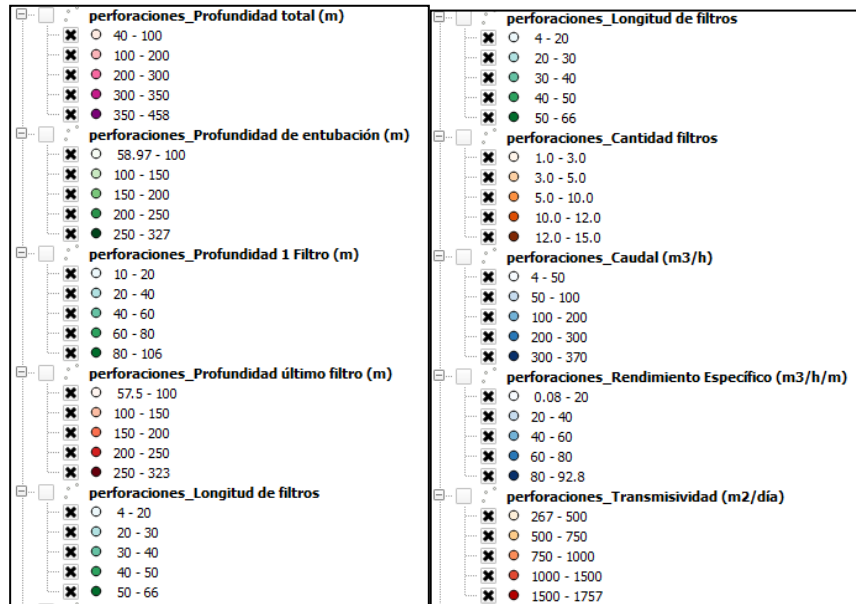 perforaciones_Profundidad total (m)
40 - 100
100 - 200
200 - 300
300 - 350
350 - 458
perforaciones_Profundidad de entubación (m)
58.97 - 100
100 - 150
150 - 200
200 - 250
250 - 327
perforaciones_Profundidad 1 Filtro (m)
10 - 20
20 - 40
40 - 60
60 - 80
80 - 106
perforaciones_Profundidad último filtro (m)
57.5 - 100
100 - 150
150 - 200
200 - 250
250 - 323
perforaciones_Longitud de filtros
4 - 20
20 - 30
30 - 40
40 - 50
50 - 66
perforaciones_Longitud de filtros
4 - 20
20 - 30
30 - 40
40 - 50
50 - 66
perforaciones_Cantidad filtros
1.0 - 3.0
3.0 - 5.0
5.0 - 10.0
10.0 - 12.0
12.0 - 15.0
perforaciones_Caudal (m3/h)
4 - 50
50 - 100
100 - 200
200 - 300
300 - 370
perforaciones_Rendimiento Específico (m3/h/m)
0.08 - 20
20 - 40
40 - 60
60 - 80
80 - 92.8
perforaciones_Transmisividad (m2/día)
267 - 500
500 - 750
750 - 1000
1000 - 1500
1500 - 1757